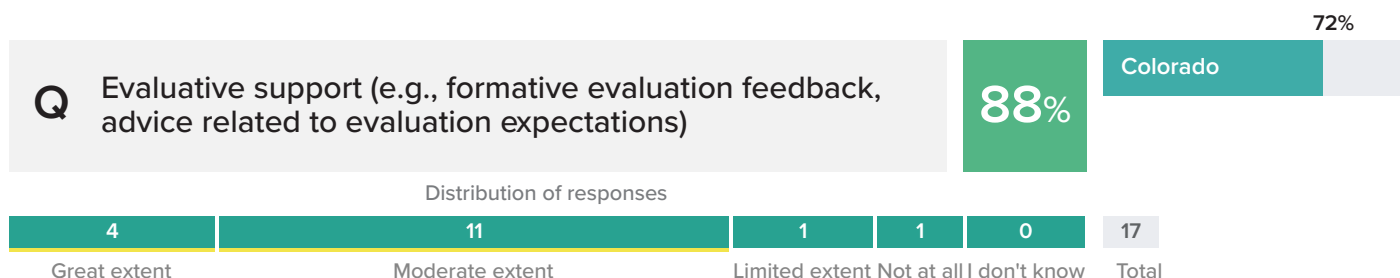 72%
Q
Evaluative support (e.g., formative evaluation feedback,
advice related to evaluation expectations)
88%
Colorado
Distribution of responses
4 11 1 1 0 17
Great extent Moderate extent Limited extent Not at all I don't know Total